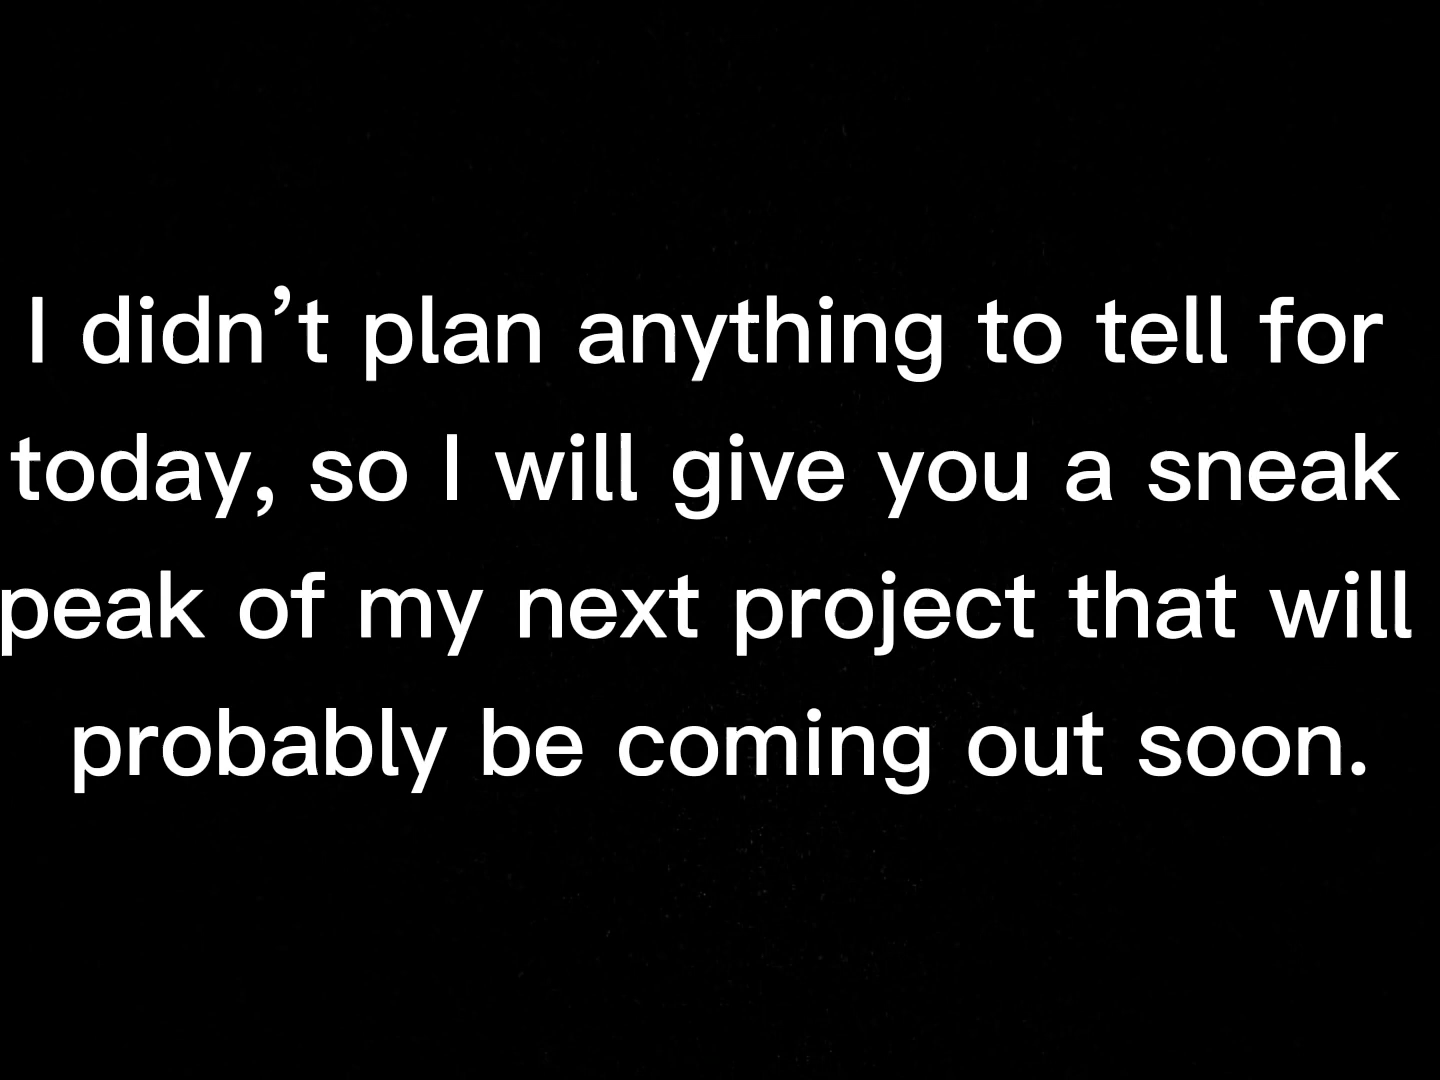 I didn’t plan anything to tell for
today, so I will give you a sneak
peak of my next project that will
probably be coming out soon.